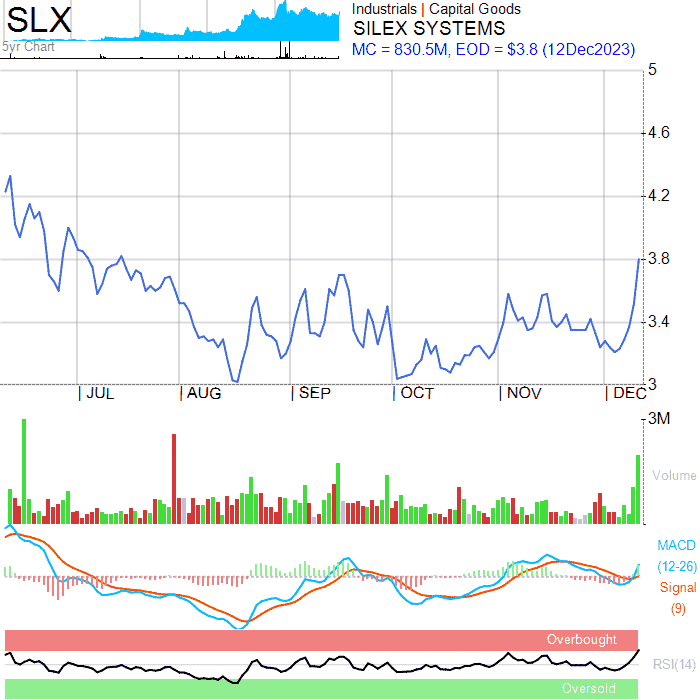 SLX
5yr Chart
Industrials | Capital Goods
SILEX SYSTEMS
MC = 830.5M, EOD = $3.8 (12Dec2023)
5
4.6
4.2
3.8
3.4
3
| JUL | AUG | SEP | OCT | NOV | DEC
3M
Volume
MACD
(12-26)
Signal
(9)
Overbought
RSI(14)
Oversold